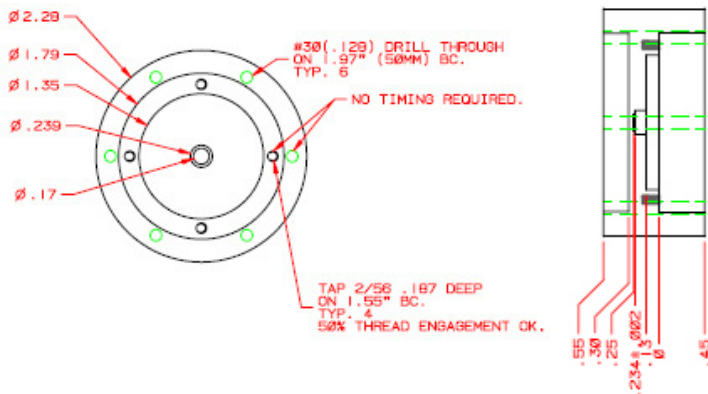 Ø2.28
Ø1.79
Ø1.35
Ø.239
Ø.17
#30(.128) DRILL THROUGH
ON 1.97" (50MM) BC.
TYP. 6
NO TIMING REQUIRED.
TAP 2/56 .187 DEEP
ON 1.55" BC.
TYP. 4
50% THREAD ENGAGEMENT OK.
.55
.30
.25
.234± .002
.13
.0
.45